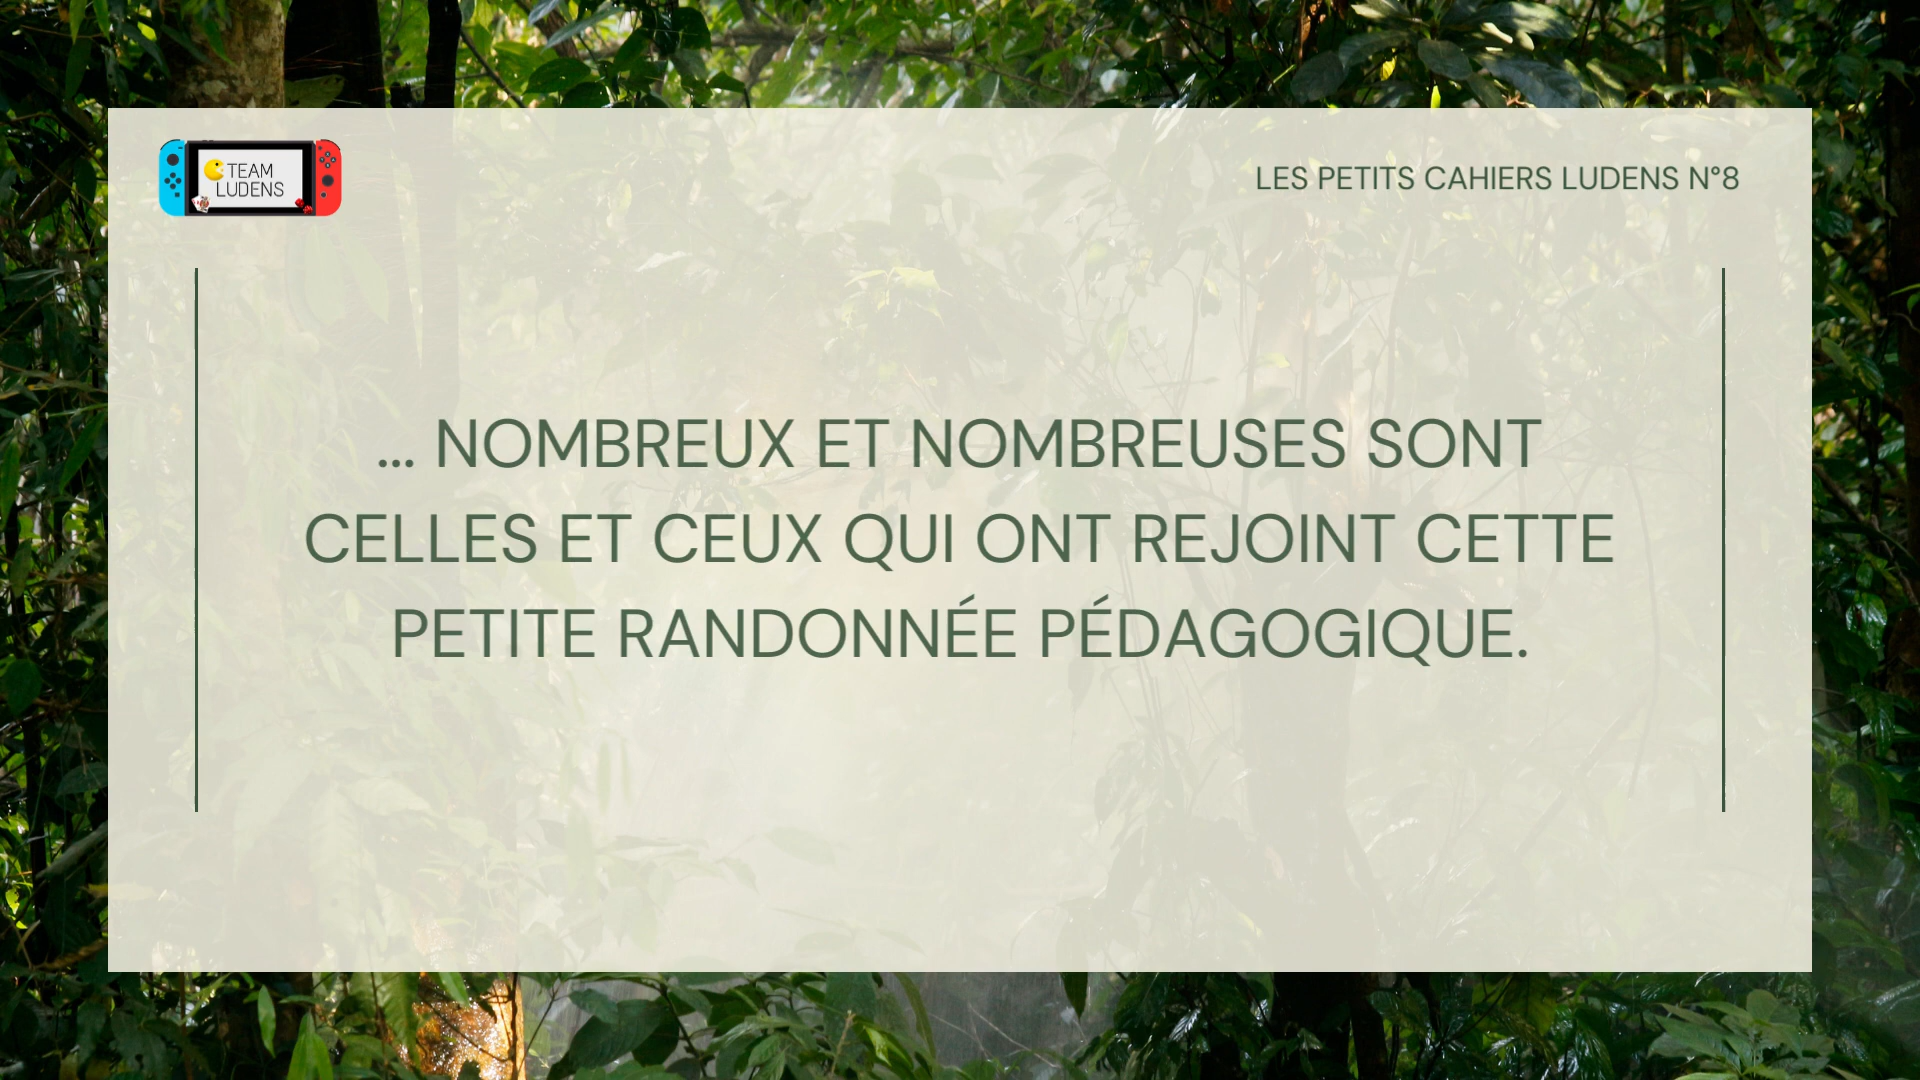 TEAM
LUDENS
LES PETITS CAHIERS LUDENS N°8
... NOMBREUX ET NOMBREUSES SONT
CELLES ET CEUX QUI ONT REJOINT CETTE
PETITE RANDONNÉE PÉDAGOGIQUE.